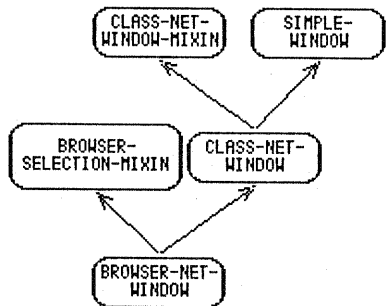 CLASS-NET-
WINDOW-MIXIN
SIMPLE-
WINDOW
BROWSER-
SELECTION-MIXIN
CLASS-NET-
WINDOW
BROWSER-NET-
WINDOW